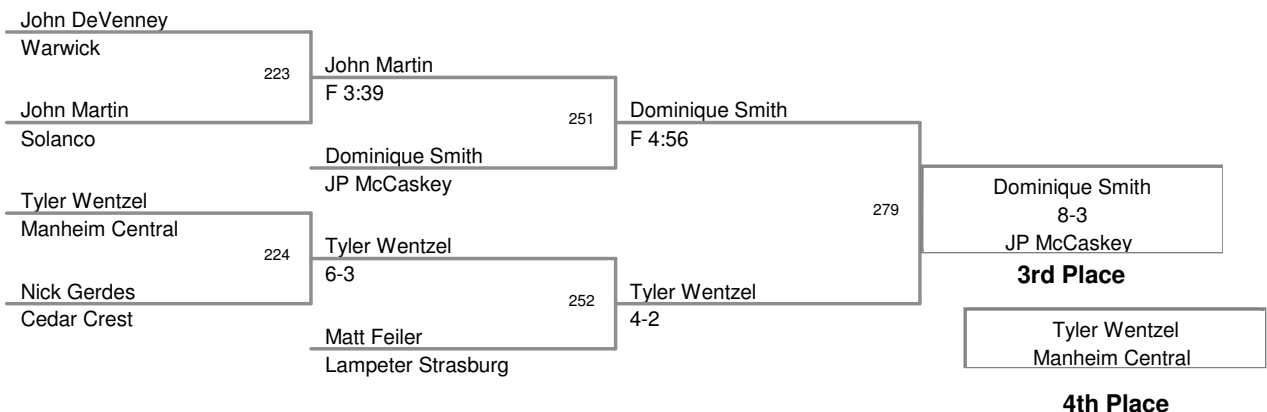 John DeVenney
Warwick
223
John Martin
F 3:39
John Martin
Solanco
251
Dominique Smith
F 4:56
Dominique Smith
JP McCaskey
Tyler Wentzel
Manheim Central
224
Tyler Wentzel
6-3
Nick Gerdes
Cedar Crest
252
Tyler Wentzel
4-2
Matt Feiler
Lampeter Strasburg
279
Dominique Smith
8-3
JP McCaskey
3rd Place
Tyler Wentzel
Manheim Central
4th Place